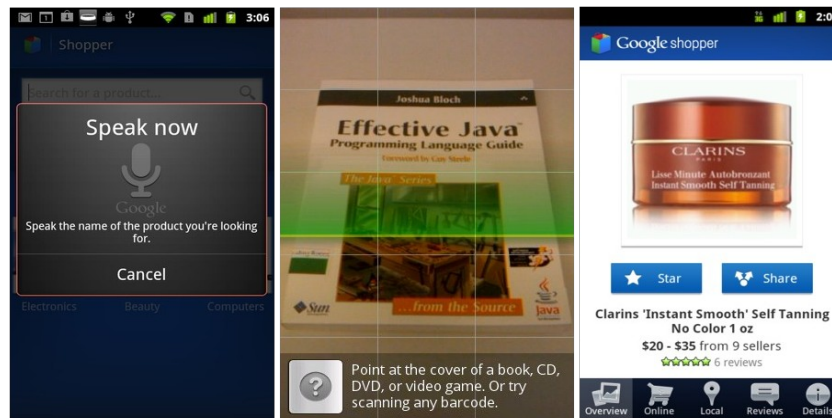 3:06
Shopper
Search for a product...
Speak now
Google
Speak the name of the product you're looking
for.
Cancel
Electronics Beauty Computers
Joshua Bloch
Effective Java
Programming Language Guide
Foreword by Guy Steele
The Java Series
Sun
...from the Source
Java
Point at the cover of a book, CD,
DVD, or video game. Or try
scanning any barcode.
2:0
Google shopper
CLARINS
PARIS
Lisse Minute Autobronzant
Instant Smooth Self Tanning
Star
Share
Clarins 'Instant Smooth' Self Tanning
No Color 1 oz
$20 - $35 from 9 sellers
6 reviews
Overview Online Local Reviews Details